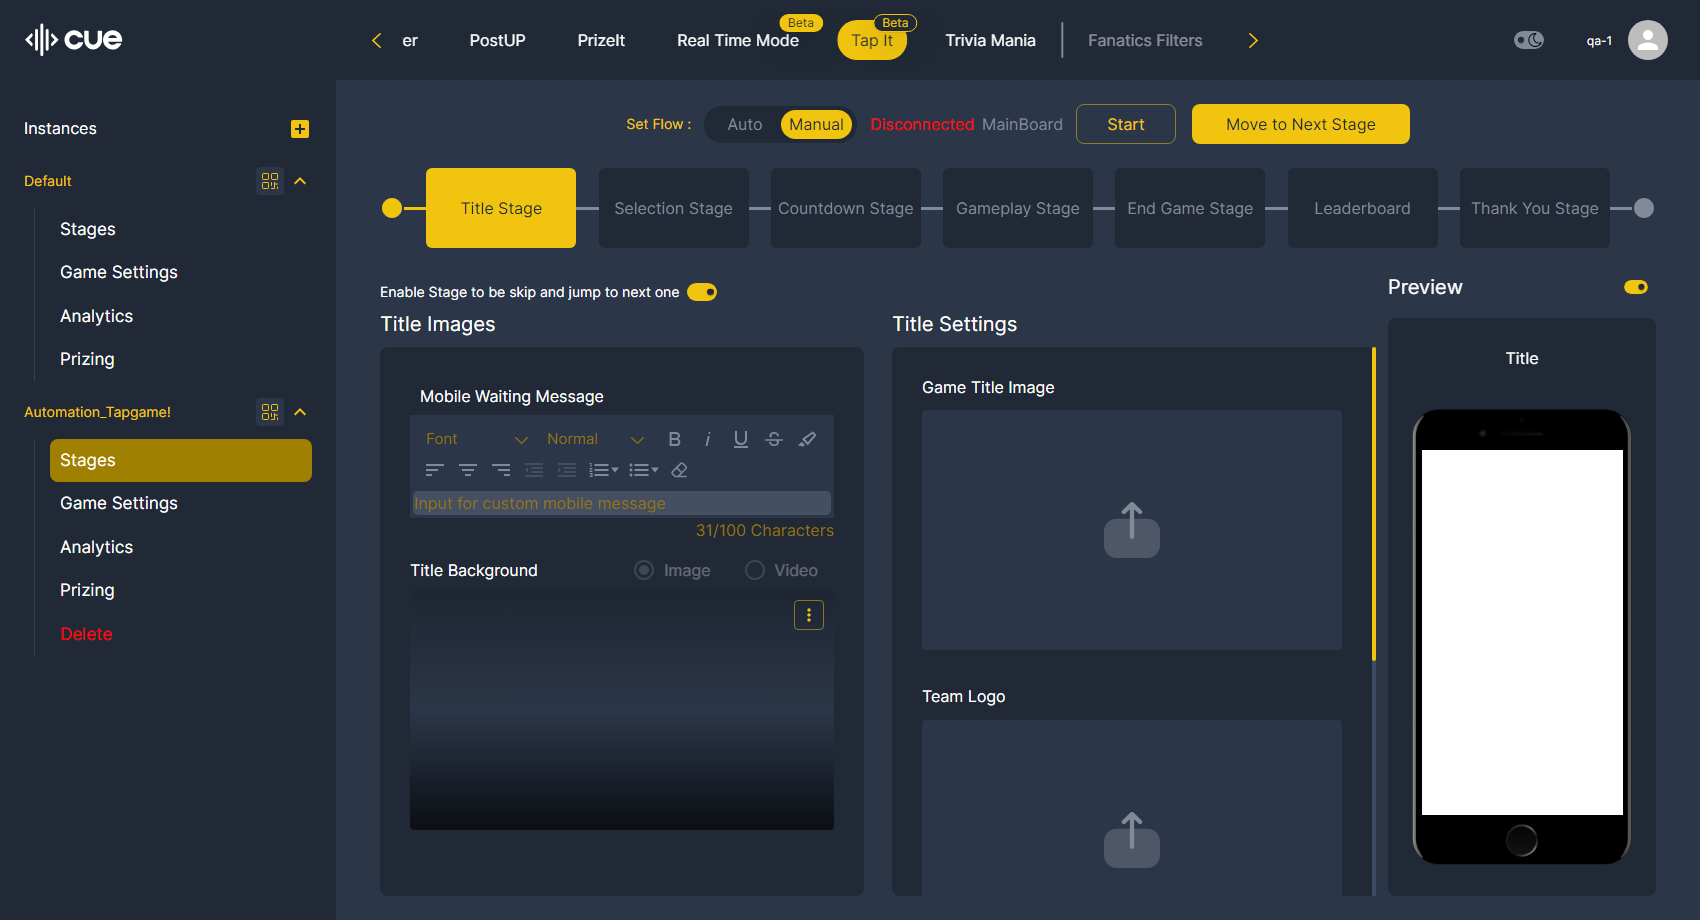 cue
er
PostUP
PrizeIt
Real Time Mode
Beta
Tap It
Beta
Trivia Mania
Fanatics Filters
qa-1
Instances
Default
Stages
Game Settings
Analytics
Prizing
Automation_Tapgame!
Stages
Game Settings
Analytics
Prizing
Delete
Set Flow :
Auto
Manual
Disconnected MainBoard
Start
Move to Next Stage
Title Stage
Selection Stage
Countdown Stage
Gameplay Stage
End Game Stage
Leaderboard
Thank You Stage
Enable Stage to be skip and jump to next one
Title Images
Mobile Waiting Message
Font
Normal
B
i
U
S
Input for custom mobile message
31/100 Characters
Title Background
Image
Video
Title Settings
Game Title Image
Team Logo
Preview
Title